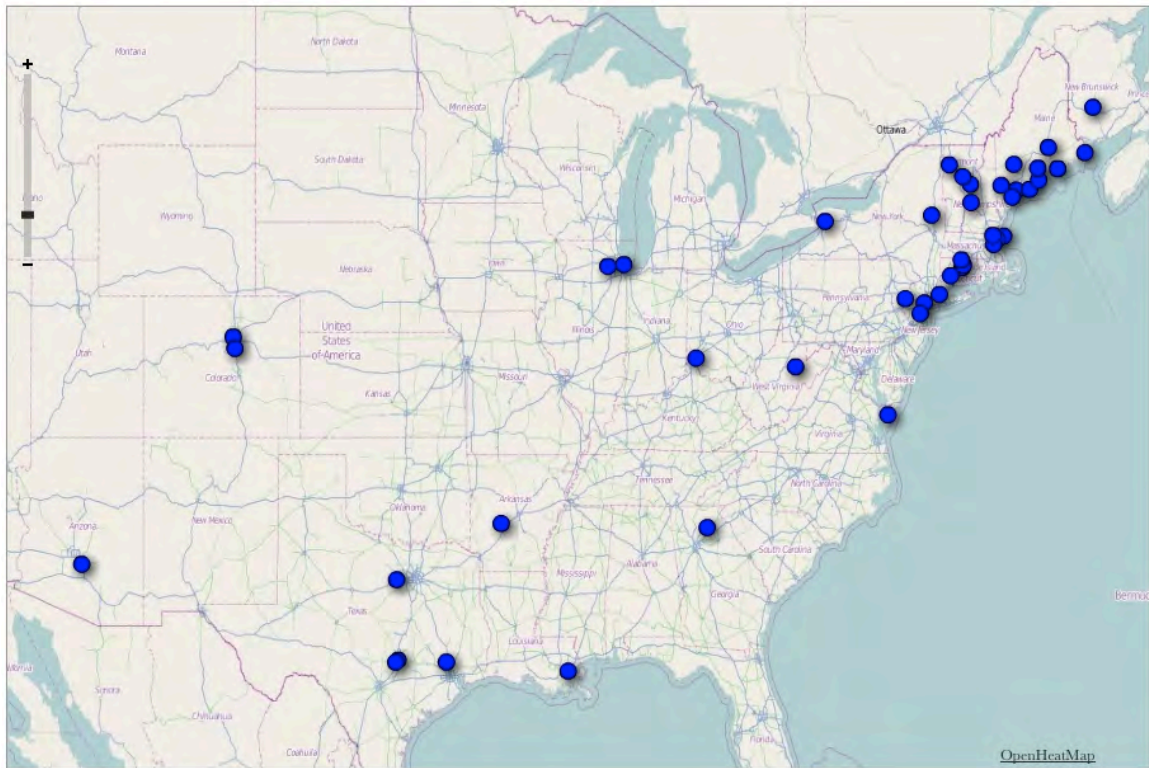 +
North Dakota
Montana
Minnesota
New Brunswick
Maine
Ottawa
South Dakota
Wisconsin
Michigan
Wyoming
New York
Iowa
Nebraska
Pennsylvania
United
States
of America
Illinois
Indiana
Ohio
New Jersey
Utah
Colorado
Maryland
Missouri
West Virginia
Delaware
Kansas
Kentucky
Virginia
Tennessee
North Carolina
Arkansas
Oklahoma
New Mexico
Arizona
South Carolina
Mississippi
Alabama
Georgia
Texas
Louisiana
Sonora
Chihuahua
Coahuila
Florida
OpenHeatMap